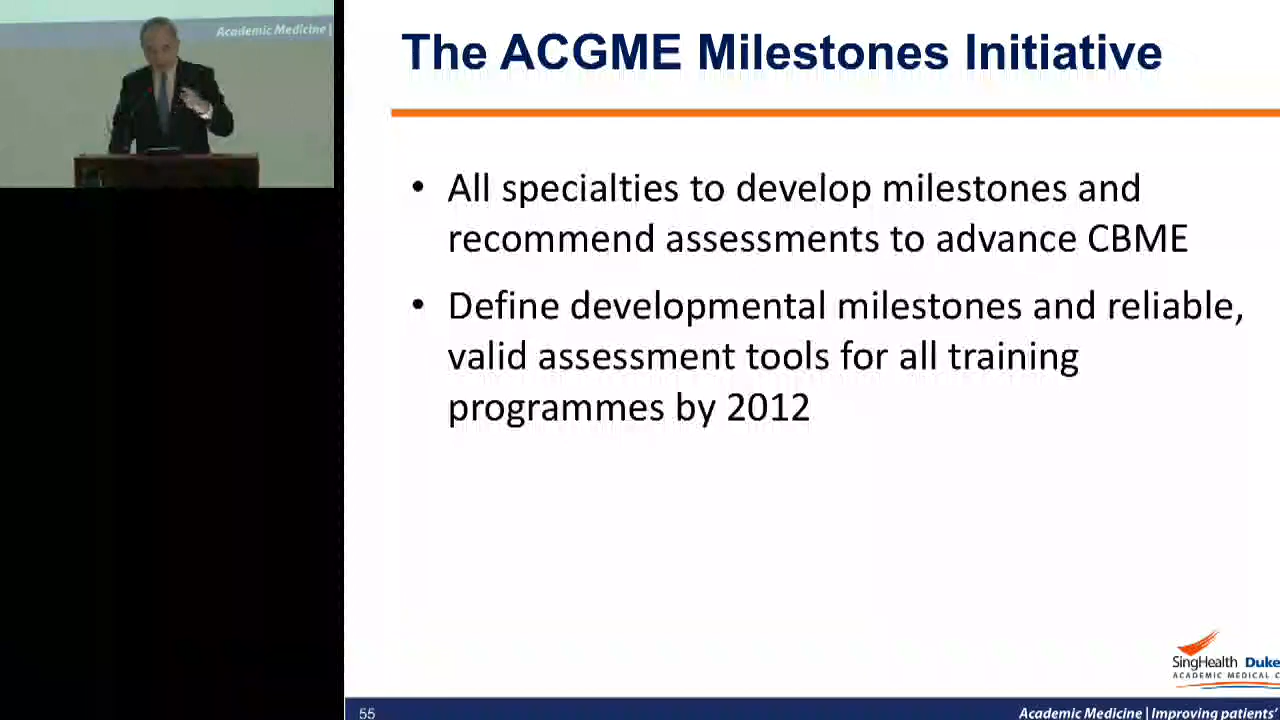 Academic Medicine |
The ACGME Milestones Initiative
• All specialties to develop milestones and
recommend assessments to advance CBME
• Define developmental milestones and reliable,
valid assessment tools for all training
programmes by 2012
SingHealth Duke
ACADEMIC MEDICAL C
55
Academic Medicine | Improving patients'